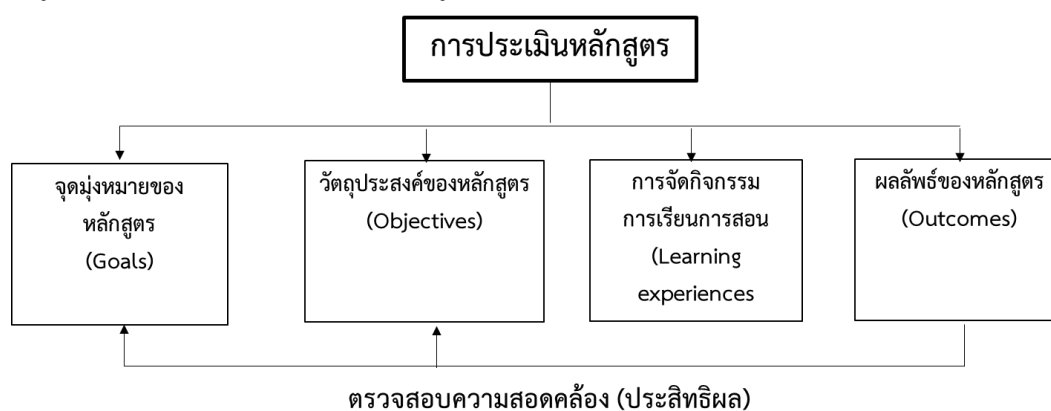 การประเมินหลักสูตร
จุดมุ่งหมายของ
หลักสูตร
(Goals)
วัตถุประสงค์ของหลักสูตร
(Objectives)
การจัดกิจกรรม
การเรียนการสอน
(Learning
experiences
ผลลัพธ์ของหลักสูตร
(Outcomes)
ตรวจสอบความสอดคล้อง (ประสิทธิผล)